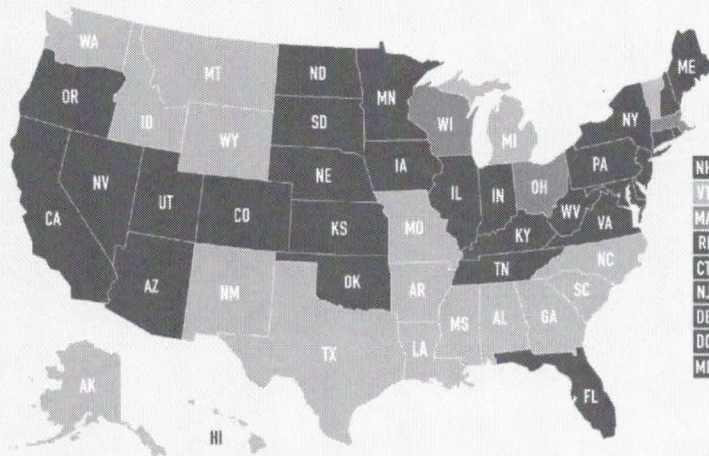 WA
MT
ND
MN
ME
OR
ID
SD
WI
MI
NY
WY
IA
PA
NE
NV
UT
IL
IN
OH
WV
CO
CA
KS
MO
KY
VA
TN
NC
OK
AZ
NM
AR
SC
MS
AL
GA
TX
LA
AK
FL
HI
NH
VT
MA
RI
CT
NJ
DE
DC